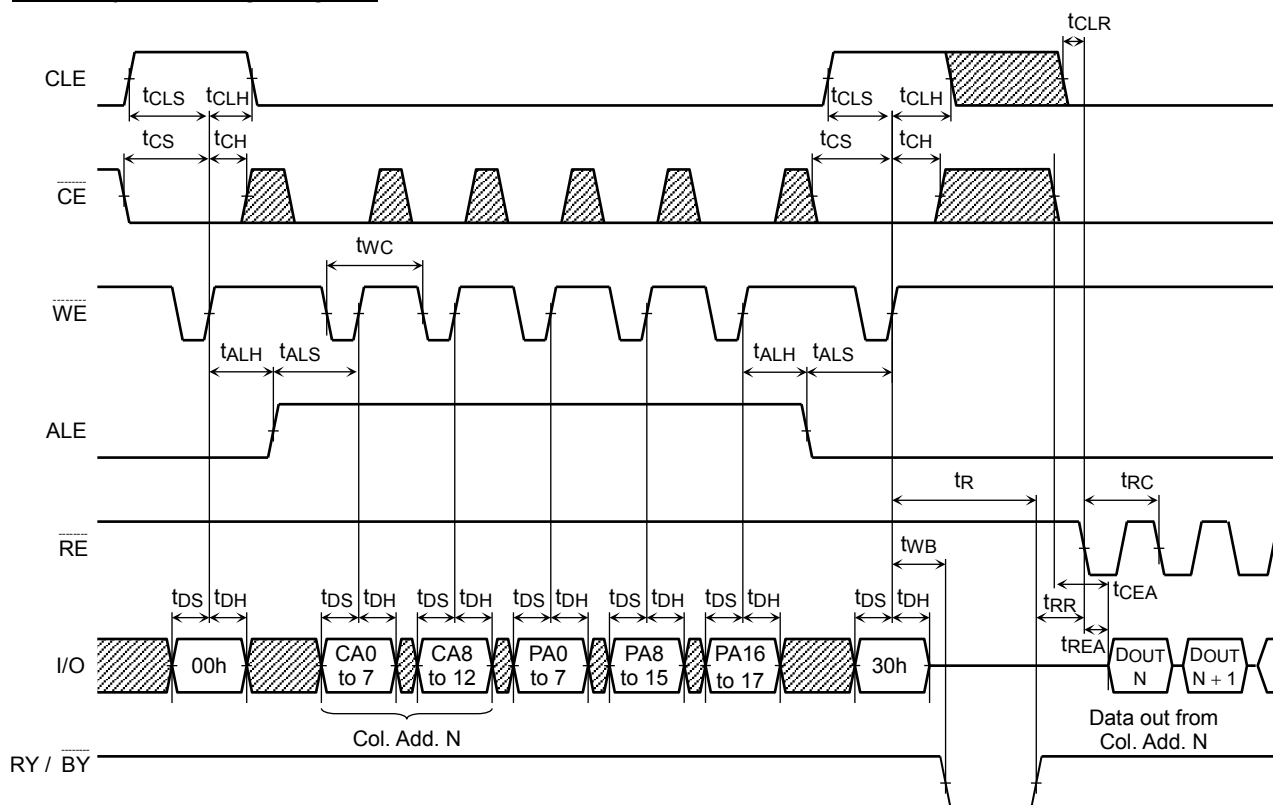 tCLR
CLE
tCLS tCLH tCLS tCLH
tCS tCH tCS tCH
CE
tWC
WE
tALH tALS tALH tALS
ALE
tR tRC
RE
tWB
tCEA
tDS tDH tDS tDH tDS tDH tDS tDH tDS tDH tDS tDH tDS tDH tRR
tREA
I/O 00h CA0 to 7 CA8 to 12 PA0 to 7 PA8 to 15 PA16 to 17 30h DOUT N DOUT N + 1
Col. Add. N
Data out from
Col. Add. N
RY / BY